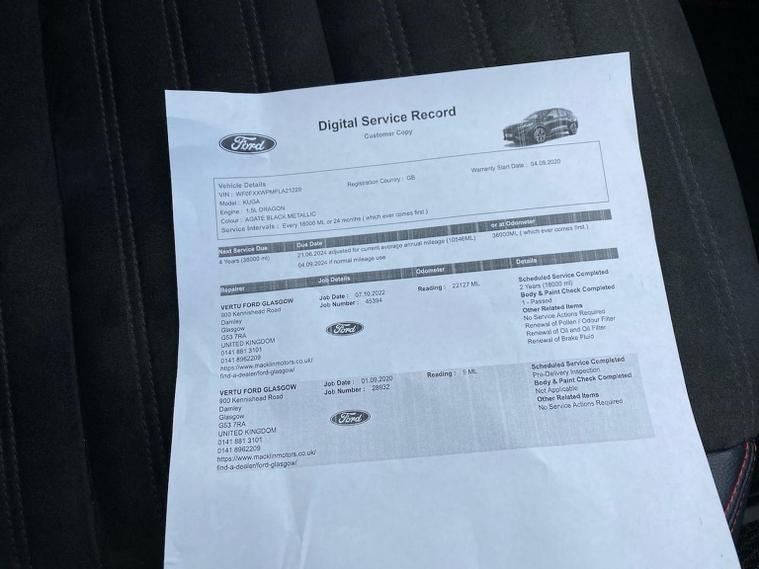 Digital Service Record
Customer Copy
Ford
Vehicle Details
VIN : WF0FXXWPMFLA21229
Registration Country : GB
Warranty Start Date : 04.09.2020
Model : KUGA
Engine : 1.5L DRAGON
Colour : AGATE BLACK METALLIC
Service Intervals : Every 18000 ML or 24 months ( which ever comes first )
Next Service Due Due Date or at Odometer
4 Years (36000 ml) 21.06.2024 adjusted for current average annual mileage (10546ML) 36000ML ( which ever comes first )
04.09.2024 if normal mileage use
Repairer Job Details Odometer Details
VERTU FORD GLASGOW
900 Kennishead Road
Darnley
Glasgow
G53 7RA
UNITED KINGDOM
0141 881 3101
0141 8962209
https://www.macklinmotors.co.uk/
find-a-dealer/ford-glasgow/
Job Date : 07.10.2022
Job Number : 45394
Ford
Reading : 22127 ML
Scheduled Service Completed
2 Years (18000 ml)
Body & Paint Check Completed
1 - Passed
Other Related Items
No Service Actions Required
Renewal of Pollen / Odour Filter
Renewal of Oil and Oil Filter
Renewal of Brake Fluid
VERTU FORD GLASGOW
900 Kennishead Road
Darnley
Glasgow
G53 7RA
UNITED KINGDOM
0141 881 3101
0141 8962209
https://www.macklinmotors.co.uk/
find-a-dealer/ford-glasgow/
Job Date : 01.09.2020
Job Number : 28932
Ford
Reading : 9 ML
Scheduled Service Completed
Pre-Delivery Inspection
Body & Paint Check Completed
Not Applicable
Other Related Items
No Service Actions Required